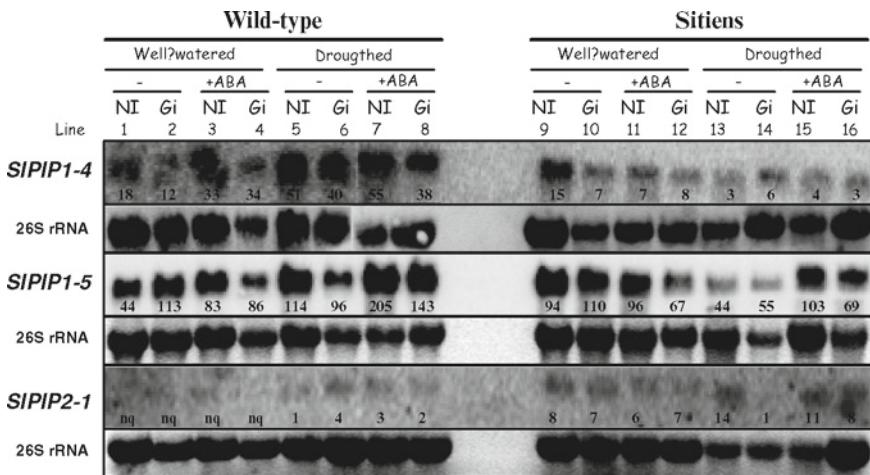 Wild-type Sitiens
Well?watered Drougthed Well?watered Drougthed
- +ABA - +ABA - +ABA - +ABA
NI Gi NI Gi NI Gi NI Gi NI Gi NI Gi NI Gi NI Gi
Line 1 2 3 4 5 6 7 8 9 10 11 12 13 14 15 16
SlPIP1-4
18 12 33 34 51 40 55 38 15 7 7 8 3 6 4 3
26S rRNA
SlPIP1-5
44 113 83 86 114 96 205 143 94 110 96 67 44 55 103 69
26S rRNA
SlPIP2-1
nq nq nq nq 1 4 3 2 8 7 6 7 14 1 11 8
26S rRNA